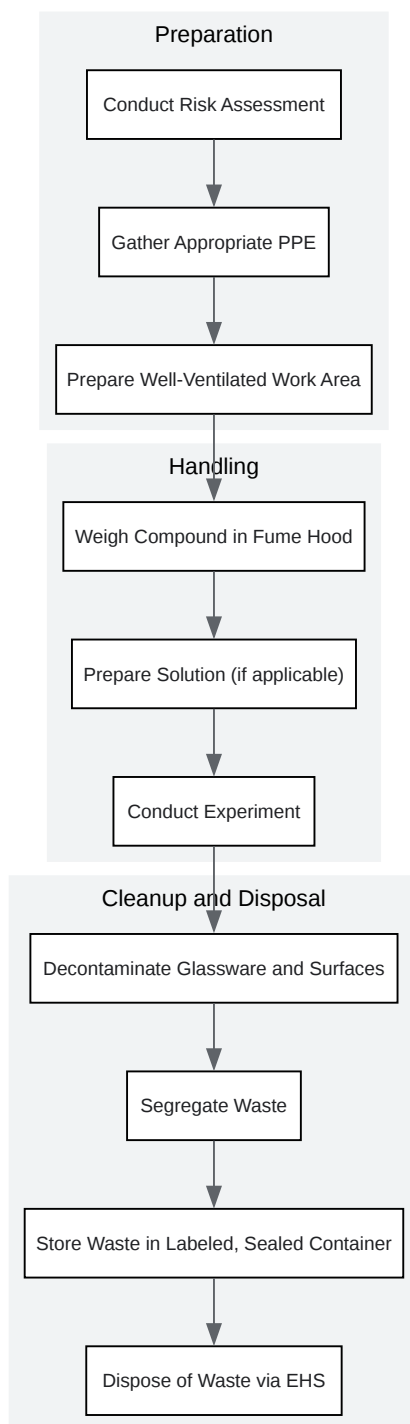 Preparation
Conduct Risk Assessment
Gather Appropriate PPE
Prepare Well-Ventilated Work Area
Handling
Weigh Compound in Fume Hood
Prepare Solution (if applicable)
Conduct Experiment
Cleanup and Disposal
Decontaminate Glassware and Surfaces
Segregate Waste
Store Waste in Labeled, Sealed Container
Dispose of Waste via EHS